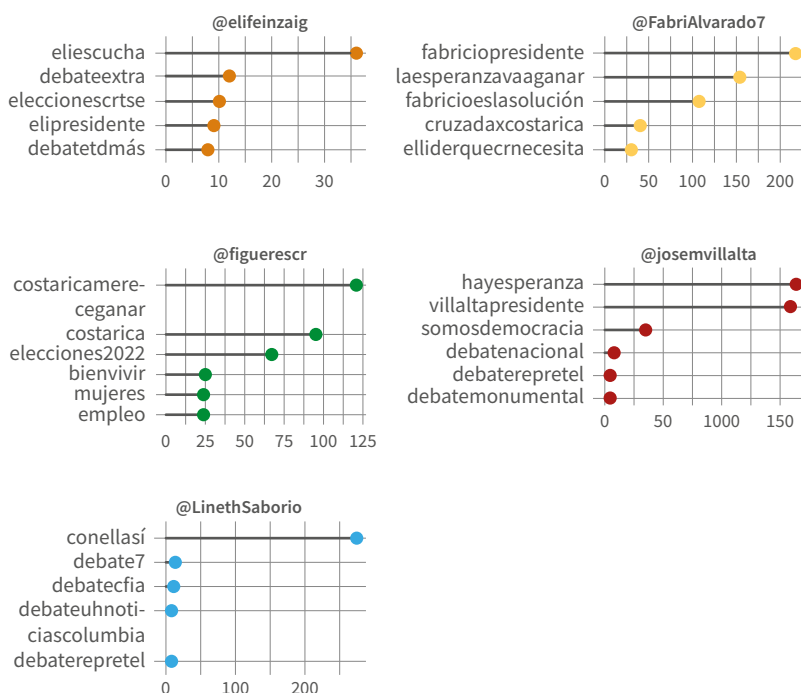 @elifeinzaig
eliescucha
debateextra
eleccionescrtse
elipresidente
debatetdmás
0 10 20 30
@FabriAlvarado7
fabriciopresidente
laesperanzavaaganar
fabricioeslasolución
cruzadaxcostarica
elliderquecrnecesita
0 50 100 150 200
@figuerescr
costaricamere-
ceganar
costarica
elecciones2022
bienvivir
mujeres
empleo
0 25 50 75 100 125
@josemvillalta
hayesperanza
villaltapresidente
somosdemocracia
debatenacional
debaterepretel
debatemonumental
0 50 1000 150
@LinethSaborio
conellasí
debate7
debatecfia
debateuhnoti-
ciascolumbia
debaterepretel
0 100 200